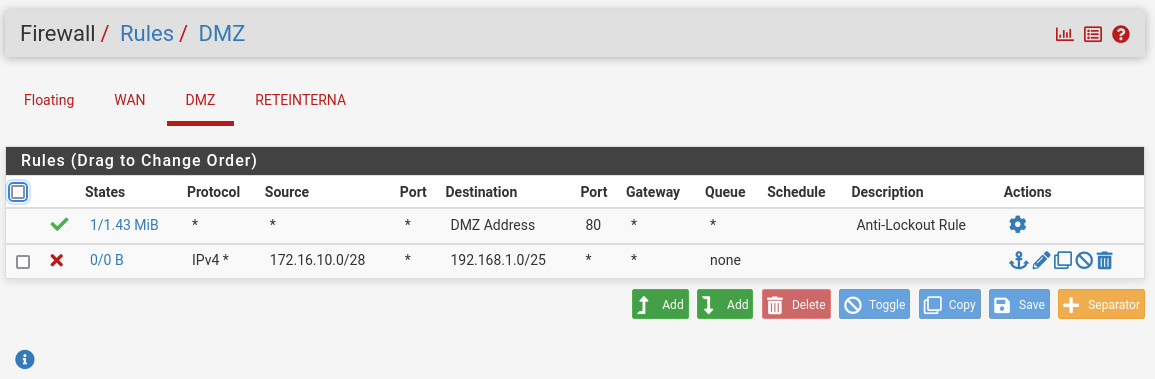 Firewall / Rules / DMZ
Floating WAN DMZ RETEINTERNA
Rules (Drag to Change Order)
States Protocol Source Port Destination Port Gateway Queue Schedule Description Actions
1/1.43 MiB * * * DMZ Address 80 * * Anti-Lockout Rule
0/0 B IPv4 * 172.16.10.0/28 * 192.168.1.0/25 * * none
Add Add Delete Toggle Copy Save Separator